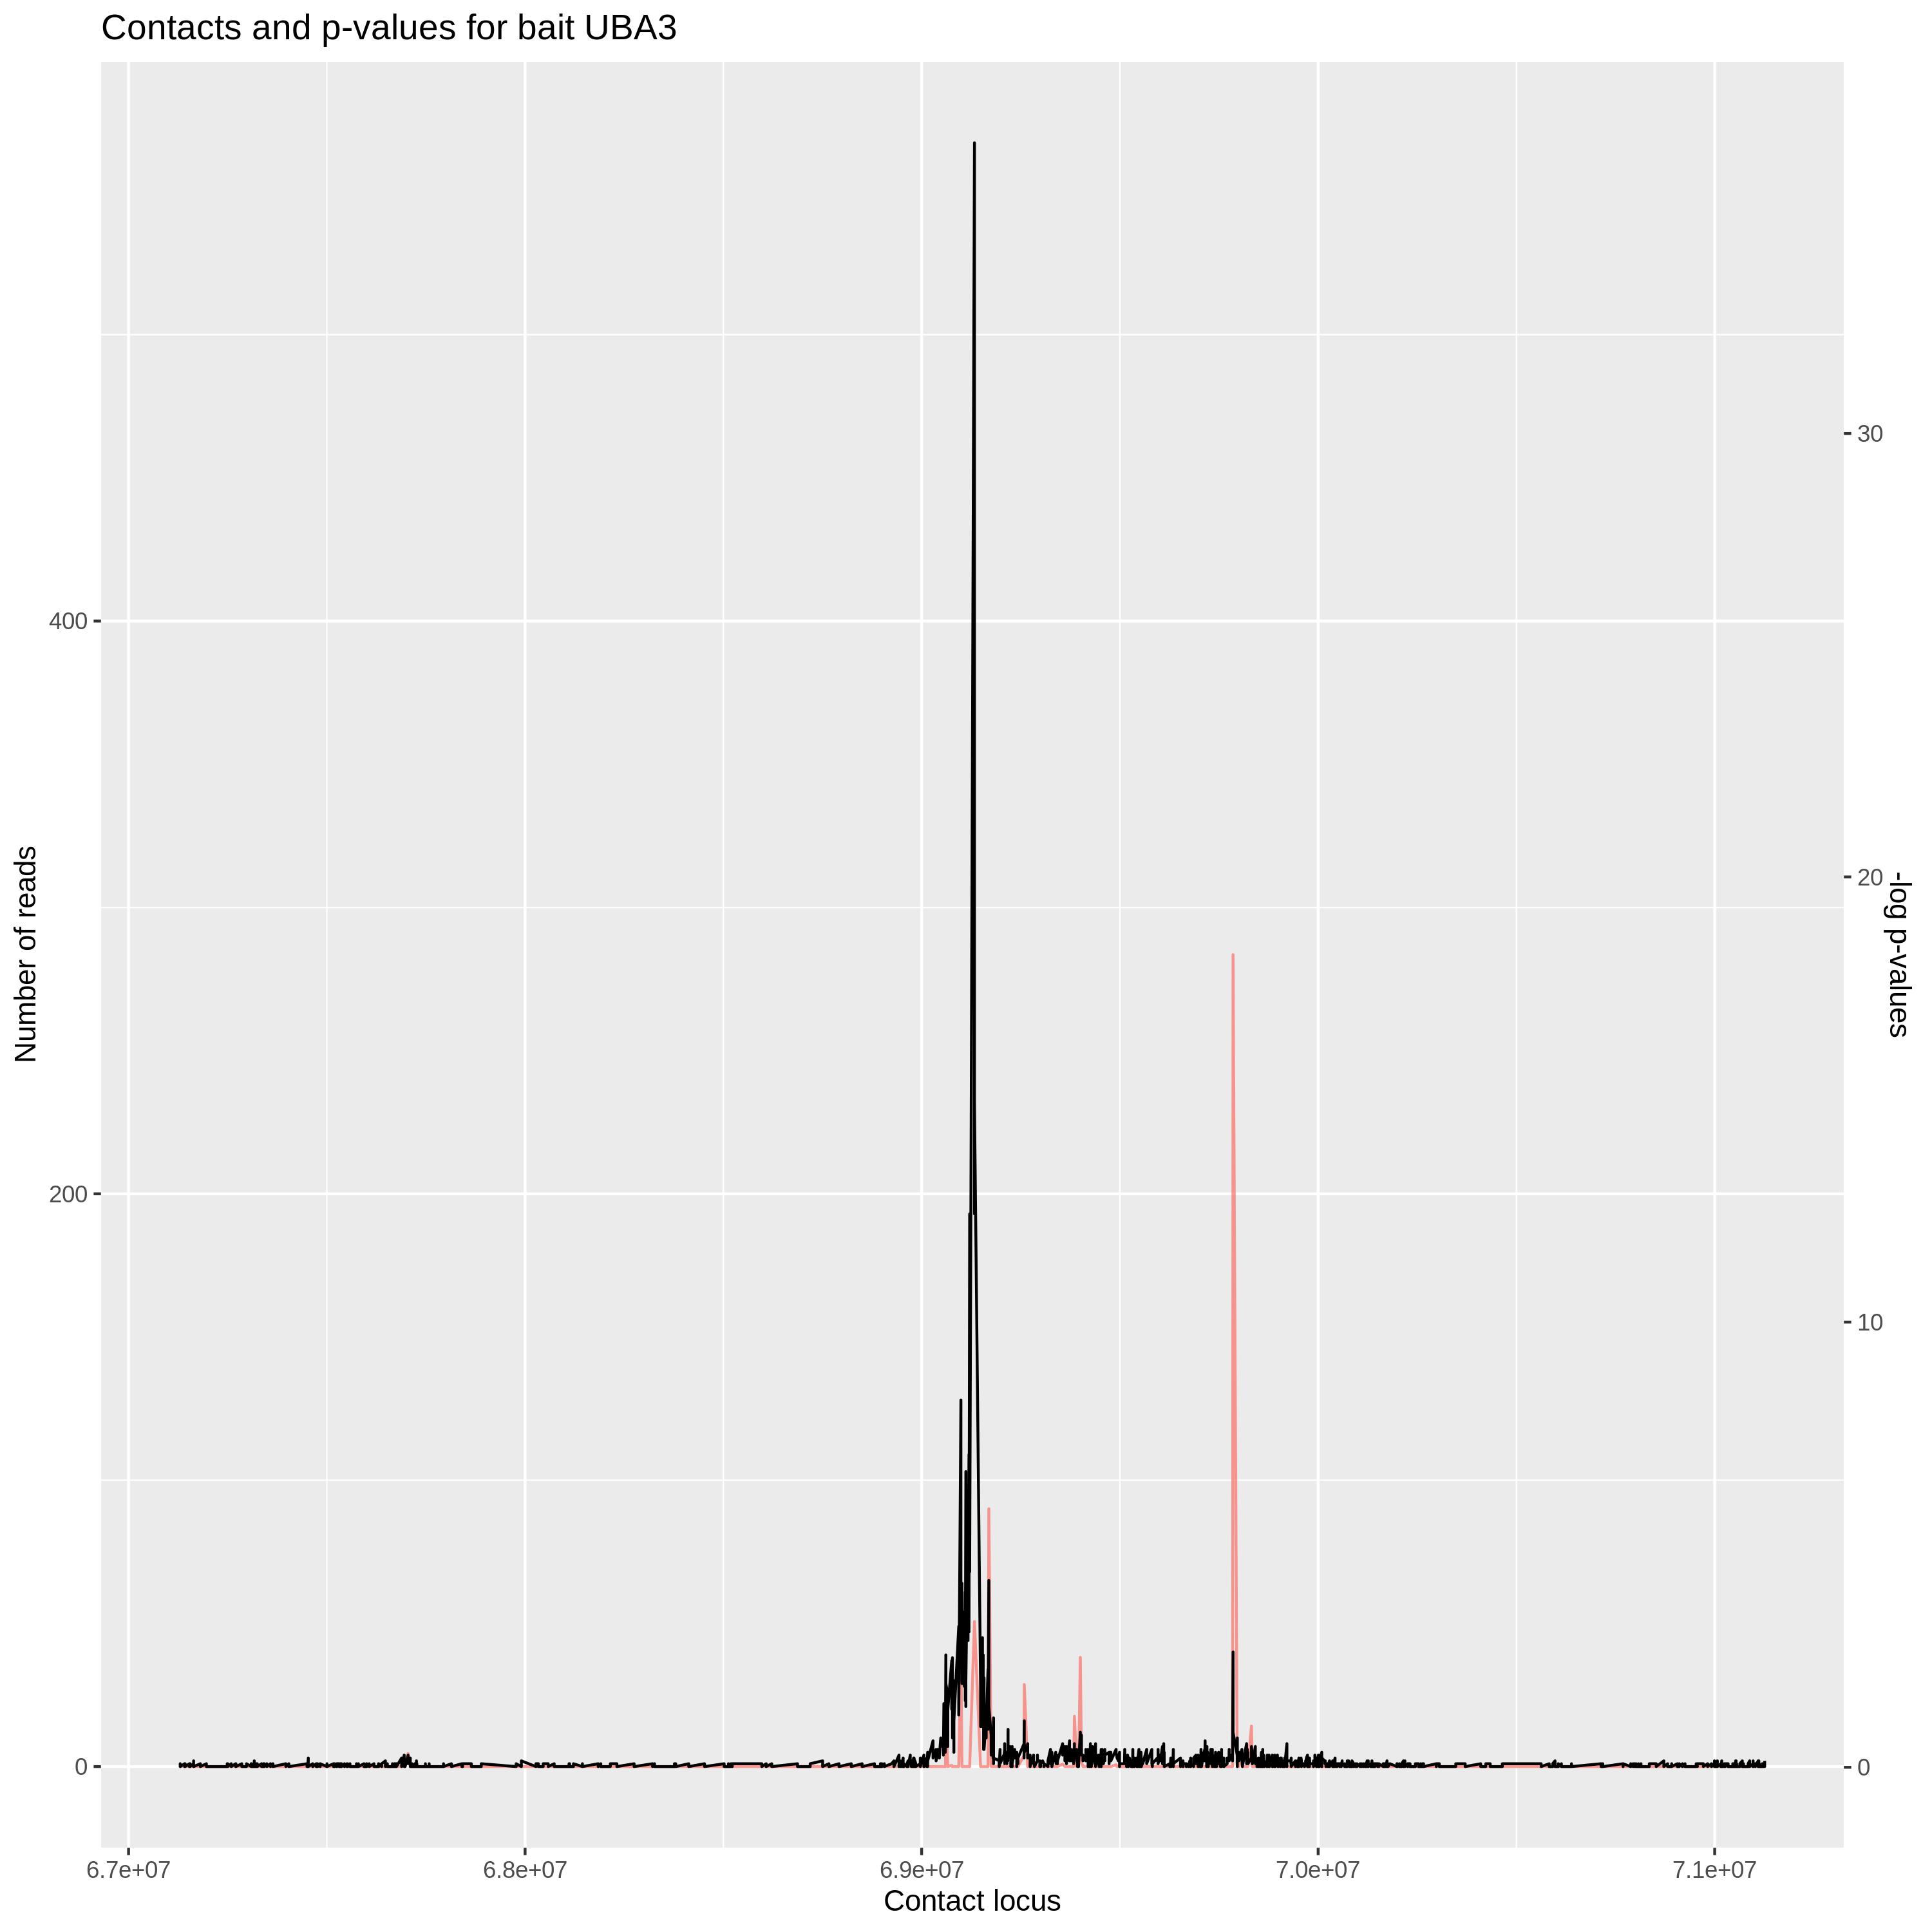 Contacts and p-values for bait UBA3
Number of reads
400
200
0
30
20
10
0
-log p-values
6.7e+07 6.8e+07 6.9e+07 7.0e+07 7.1e+07
Contact locus